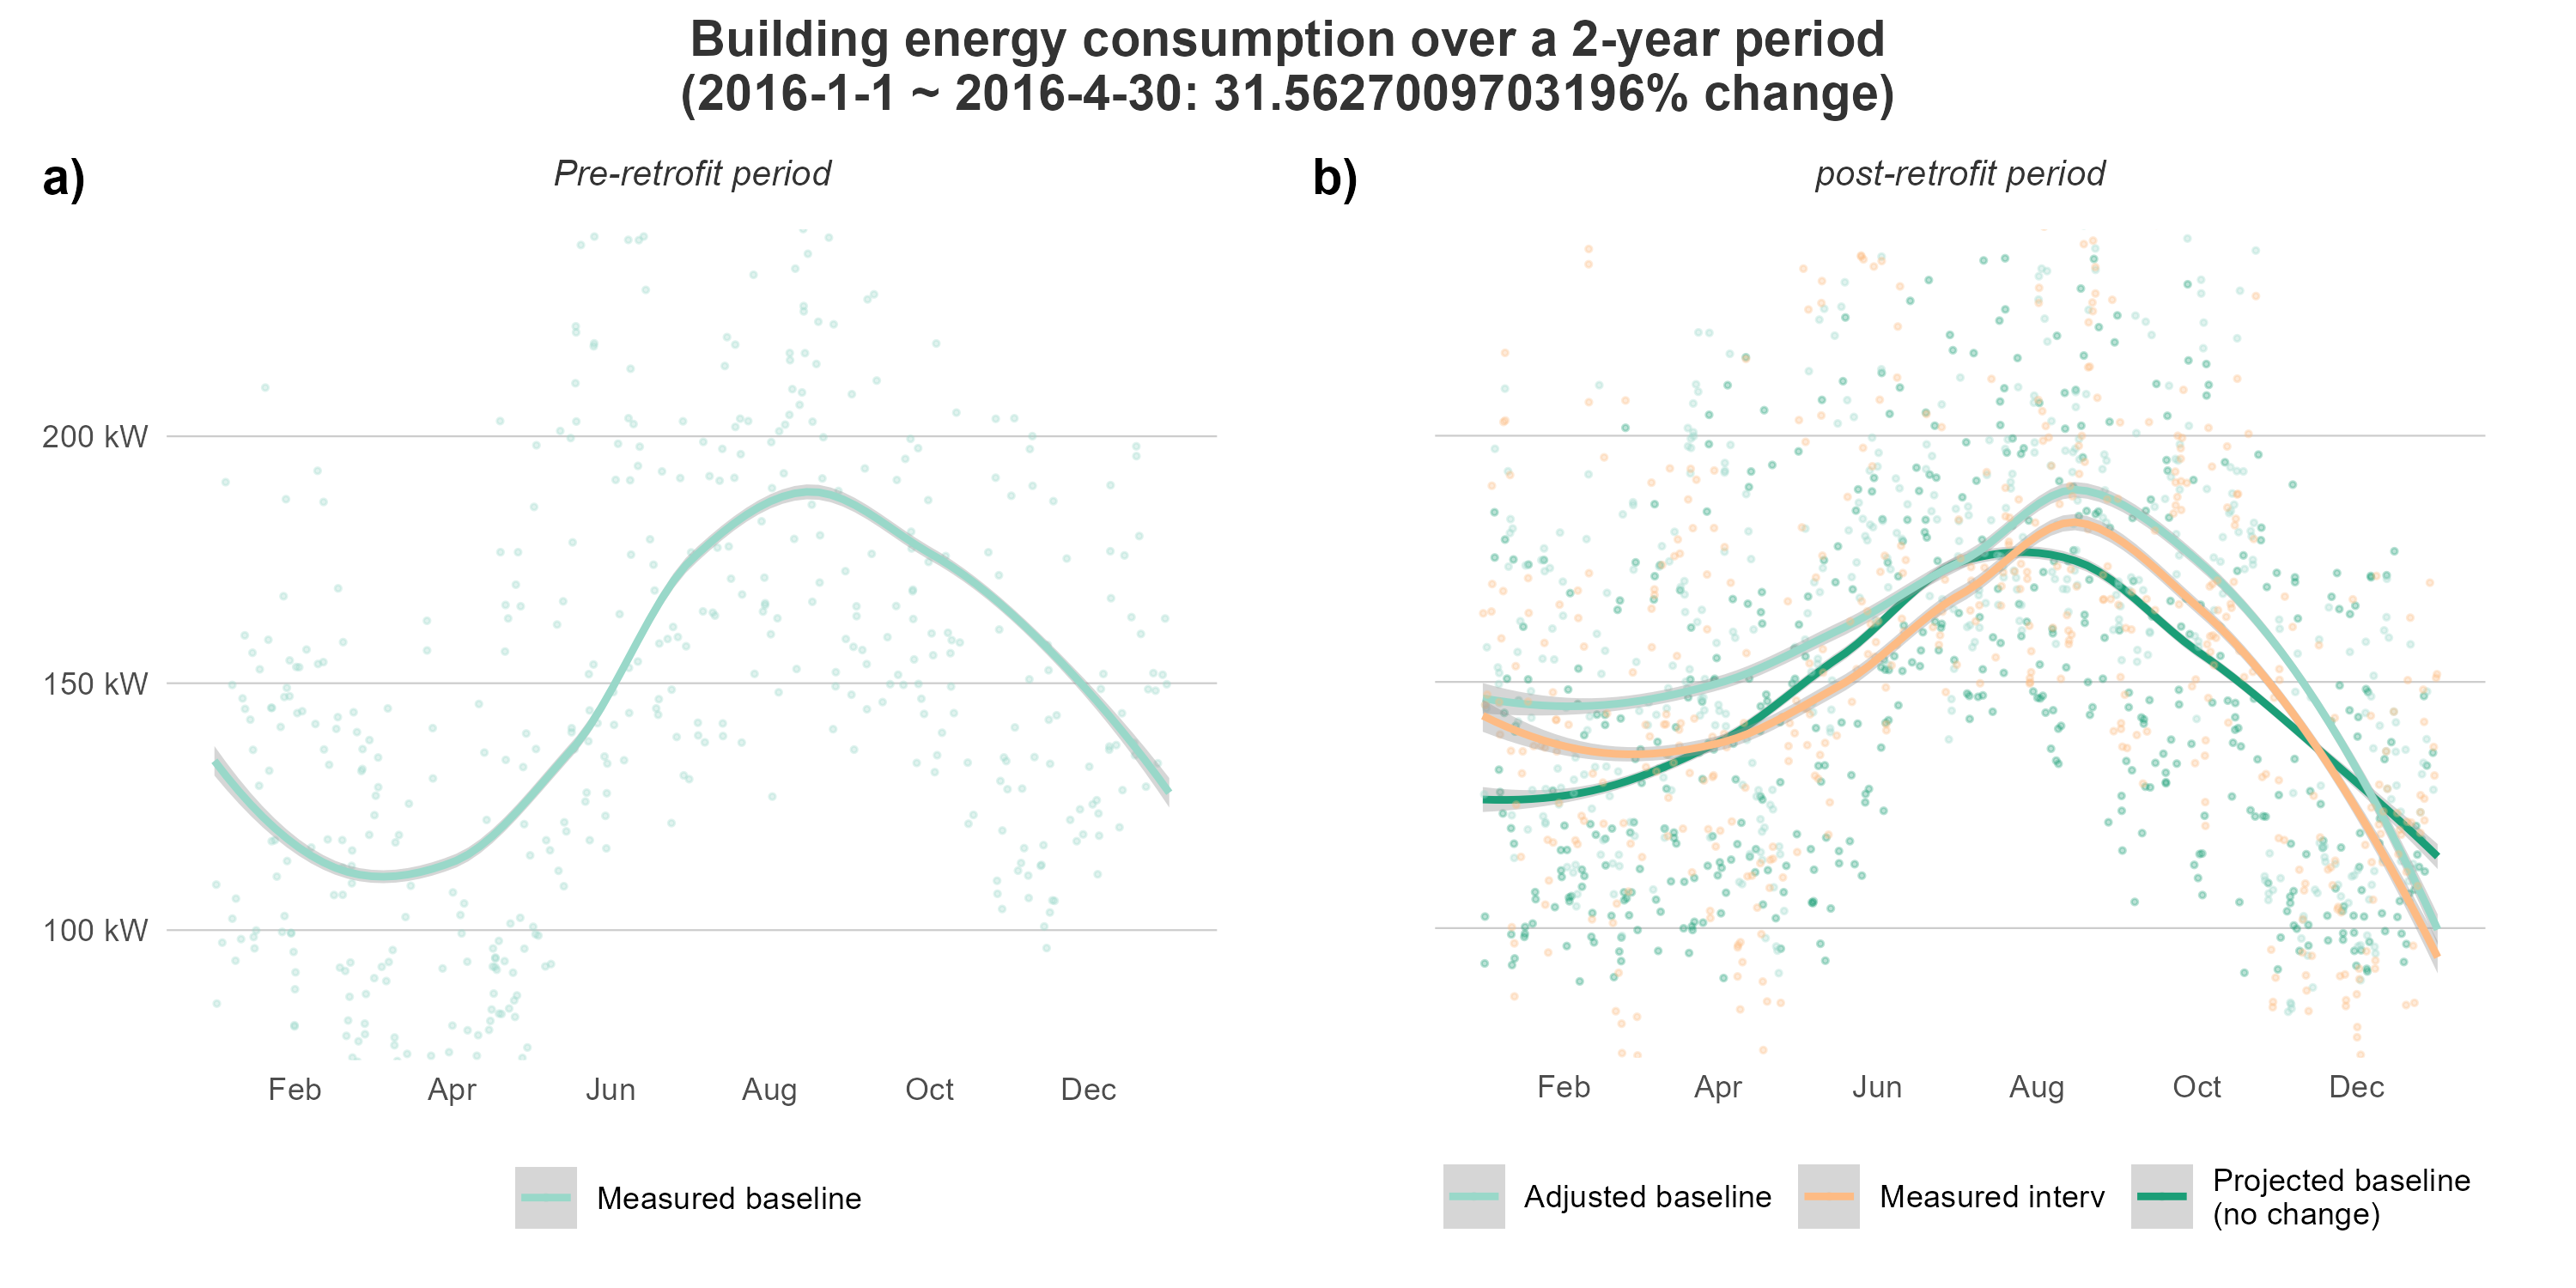 Building energy consumption over a 2-year period
(2016-1-1 ~ 2016-4-30: 31.5627009703196% change)
a)
Pre-retrofit period
200 kW
150 kW
100 kW
Feb Apr Jun Aug Oct Dec
Measured baseline
b)
post-retrofit period
Feb Apr Jun Aug Oct Dec
Adjusted baseline
Measured interv
Projected baseline
(no change)